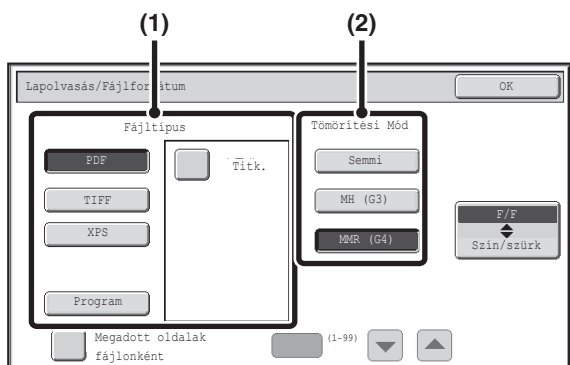 (1) (2)
Lapolvasás/Fájlformátum OK
Fájltípus Tömörítési Mód
PDF Titk. Semmi
TIFF MH (G3)
XPS MMR (G4) F/F
Szín/szürk
Program
Megadott oldalak (1-99)
fájlonként